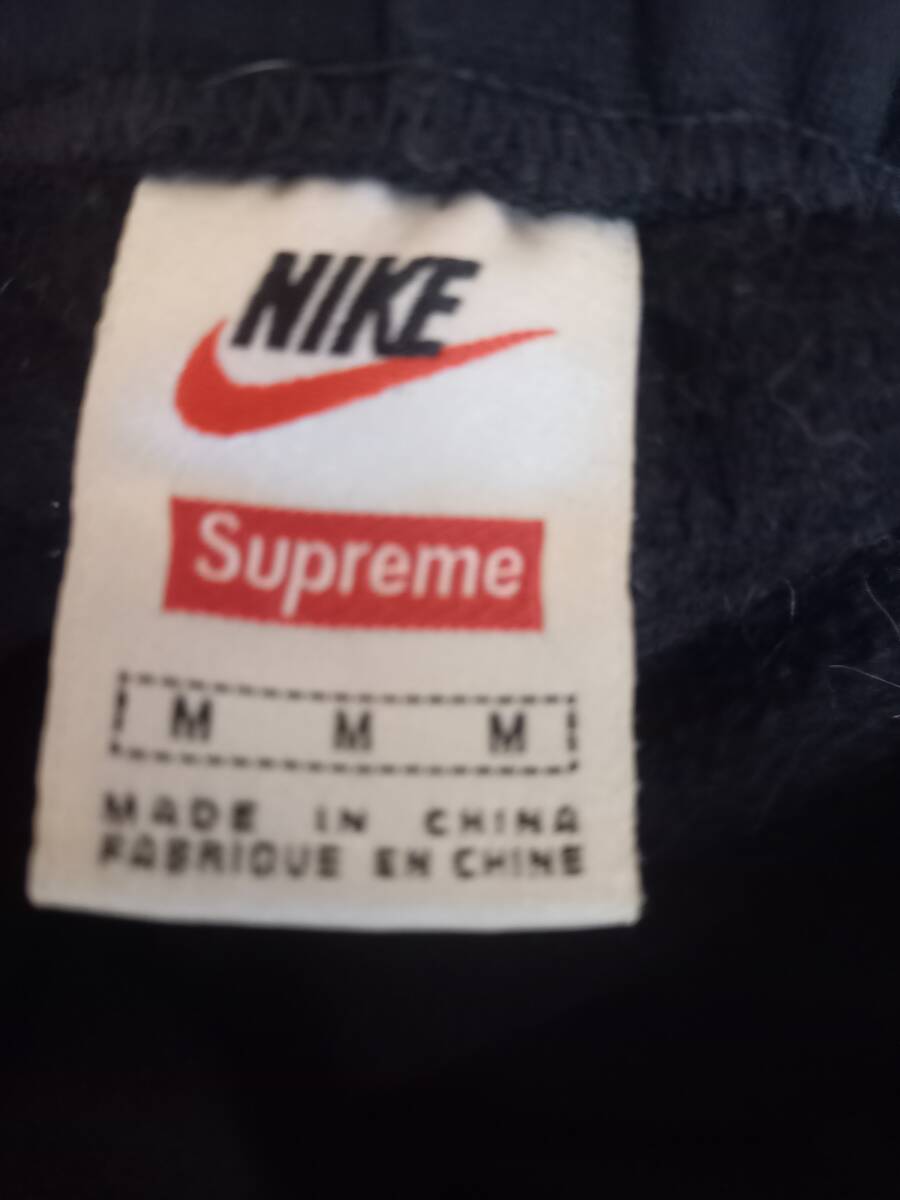 NIKE
Supreme
M M M
MADE IN CHINA
FABRIQUE EN CHINE